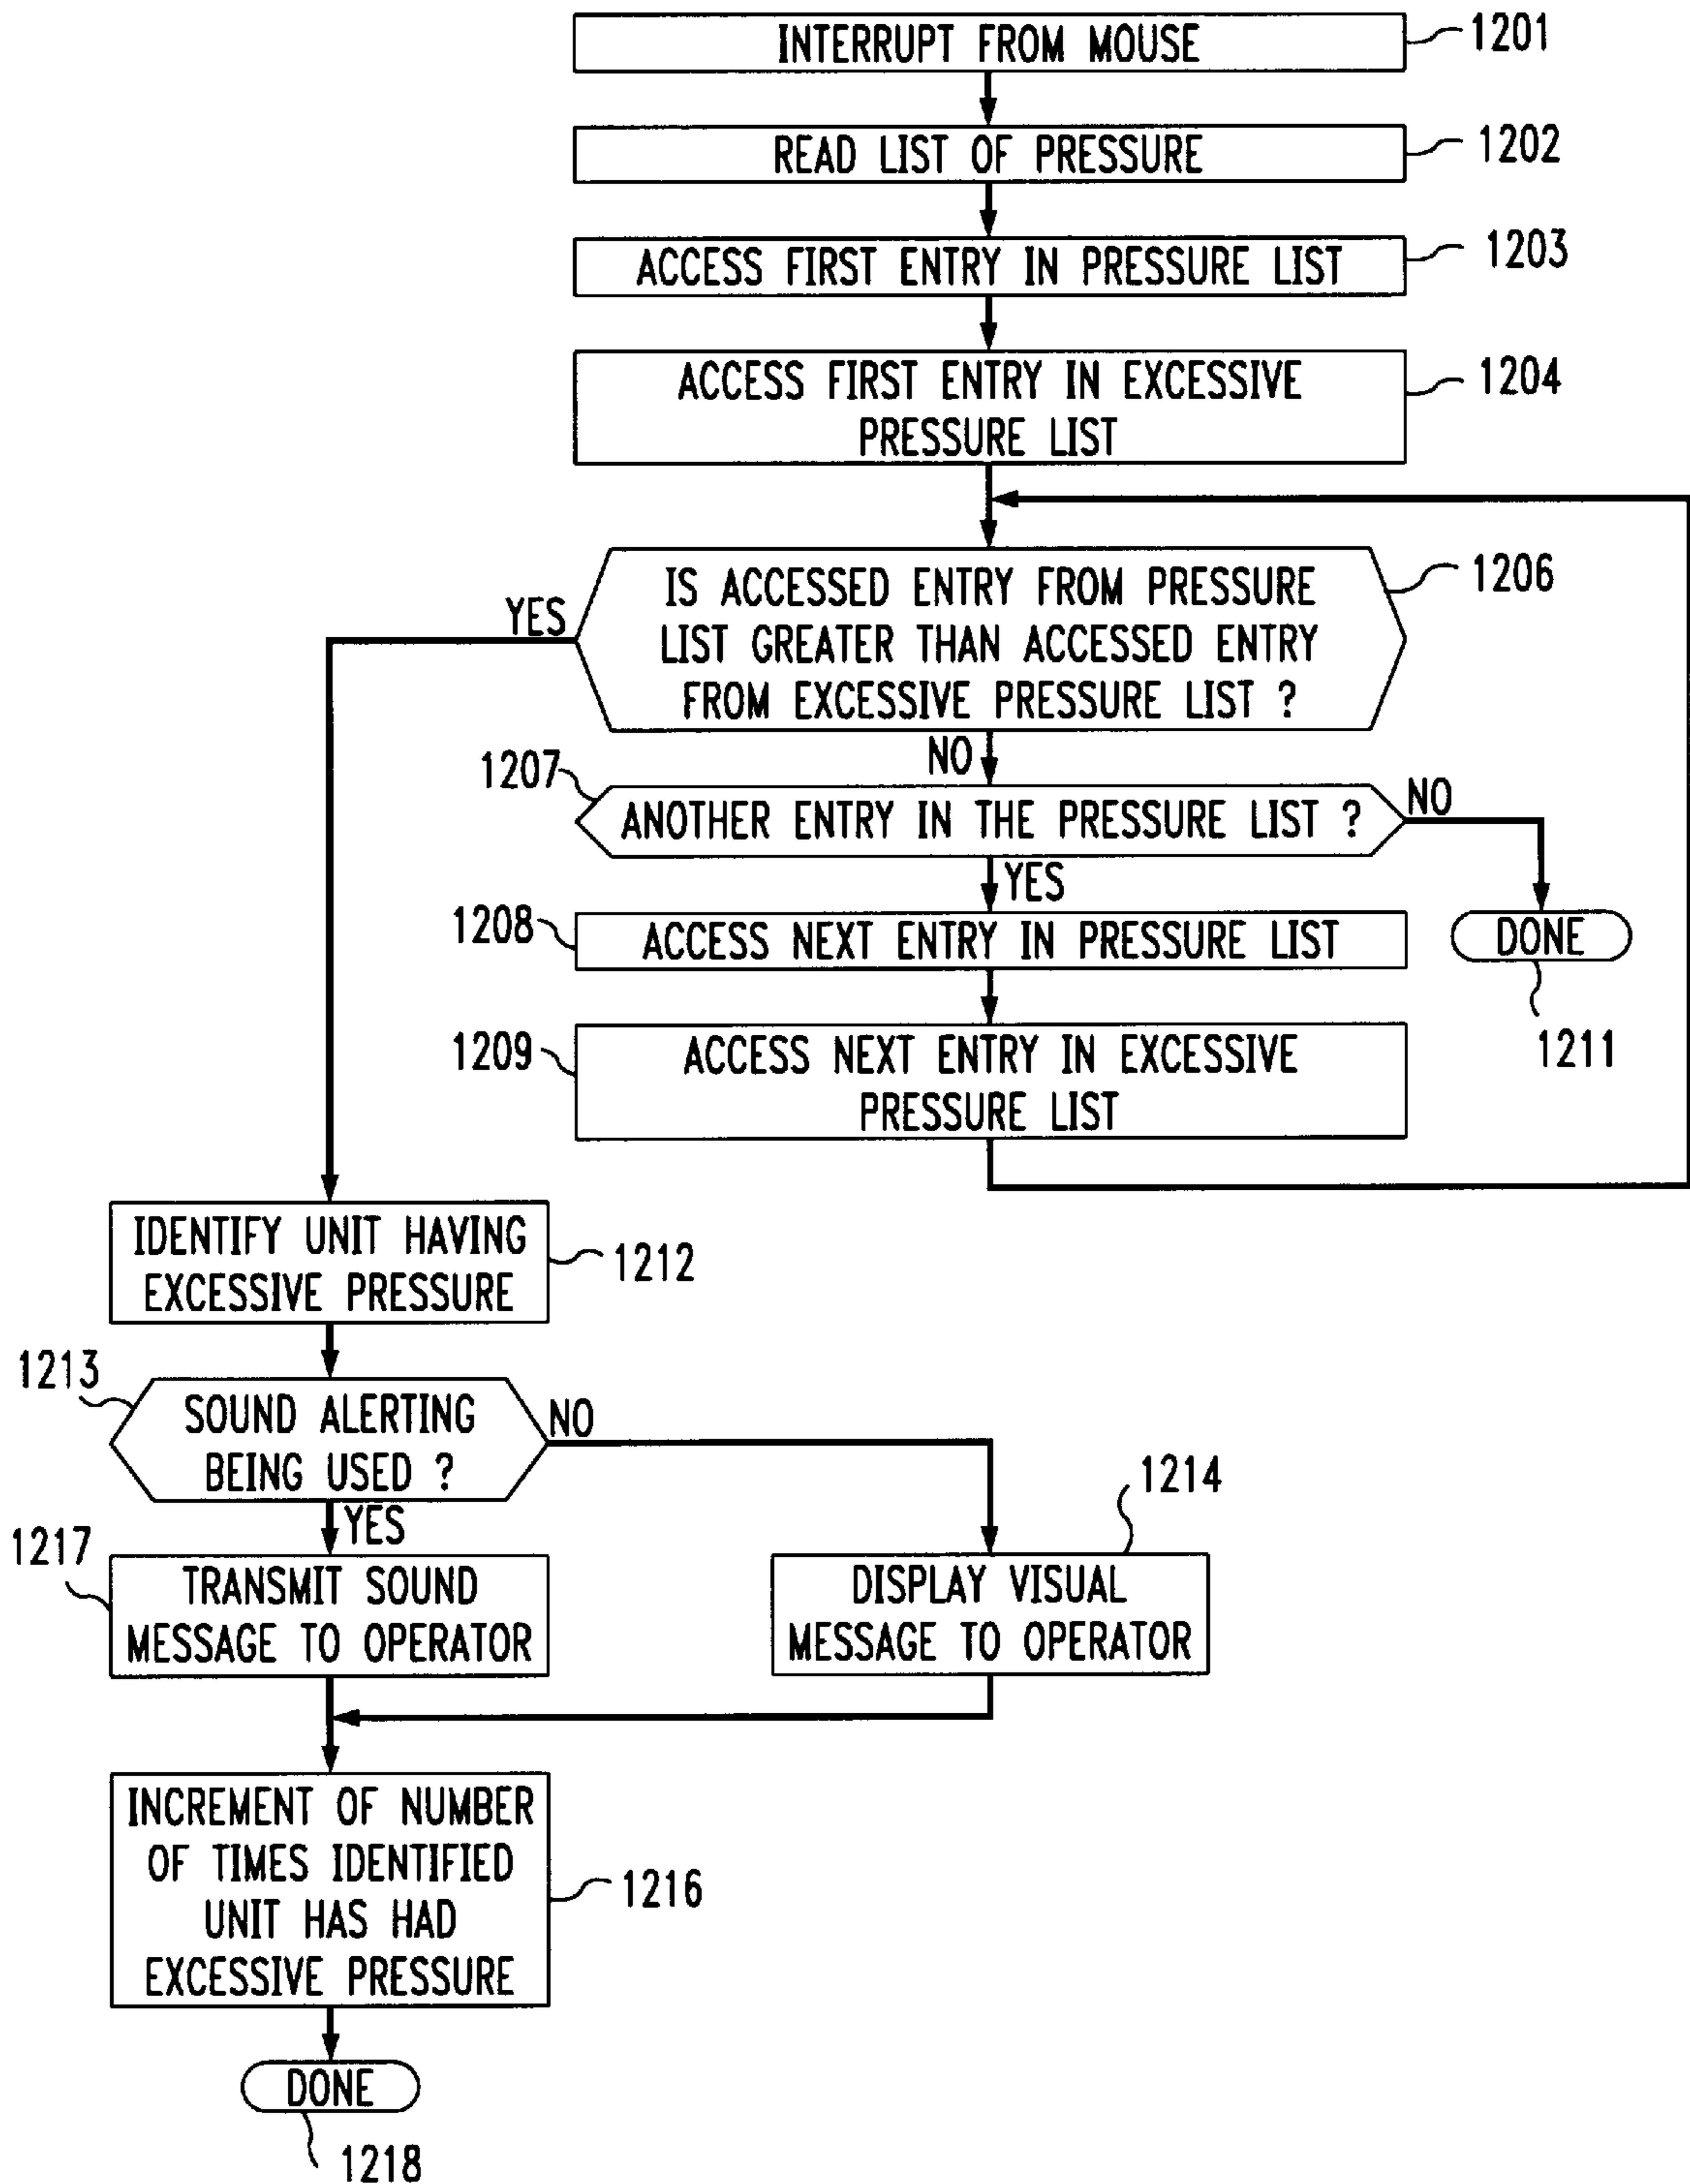 INTERRUPT FROM MOUSE
1201
READ LIST OF PRESSURE
1202
ACCESS FIRST ENTRY IN PRESSURE LIST
1203
ACCESS FIRST ENTRY IN EXCESSIVE
PRESSURE LIST
1204
IS ACCESSED ENTRY FROM PRESSURE
LIST GREATER THAN ACCESSED ENTRY
FROM EXCESSIVE PRESSURE LIST ?
1206
YES
NO
1207
ANOTHER ENTRY IN THE PRESSURE LIST ?
NO
YES
1208
ACCESS NEXT ENTRY IN PRESSURE LIST
DONE
1211
1209
ACCESS NEXT ENTRY IN EXCESSIVE
PRESSURE LIST
IDENTIFY UNIT HAVING
EXCESSIVE PRESSURE
1212
1213
SOUND ALERTING
BEING USED ?
NO
YES
1214
1217
TRANSMIT SOUND
MESSAGE TO OPERATOR
DISPLAY VISUAL
MESSAGE TO OPERATOR
INCREMENT OF NUMBER
OF TIMES IDENTIFIED
UNIT HAS HAD
EXCESSIVE PRESSURE
1216
DONE
1218